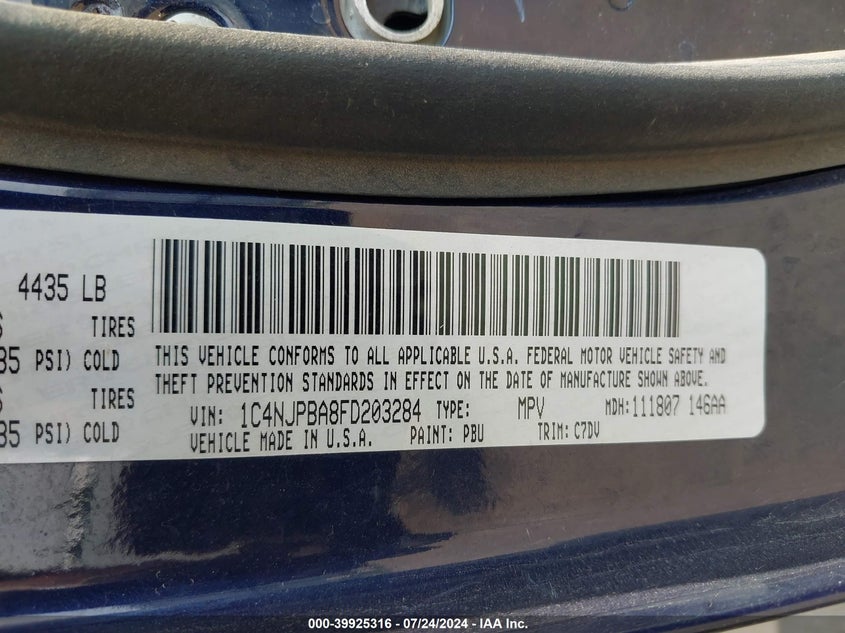 4435 LB
TIRES
PSI) COLD
TIRES
PSI) COLD
THIS VEHICLE CONFORMS TO ALL APPLICABLE U.S.A. FEDERAL MOTOR VEHICLE SAFETY AND
THEFT PREVENTION STANDARDS IN EFFECT ON THE DATE OF MANUFACTURE SHOWN ABOVE.
VIN: 1C4NJPBA8FD203284 TYPE: MPV MDH:111807 146AA
VEHICLE MADE IN U.S.A. PAINT: PBU TRIM: C7DV
000-39925316 - 07/24/2024 - © IAA Inc.